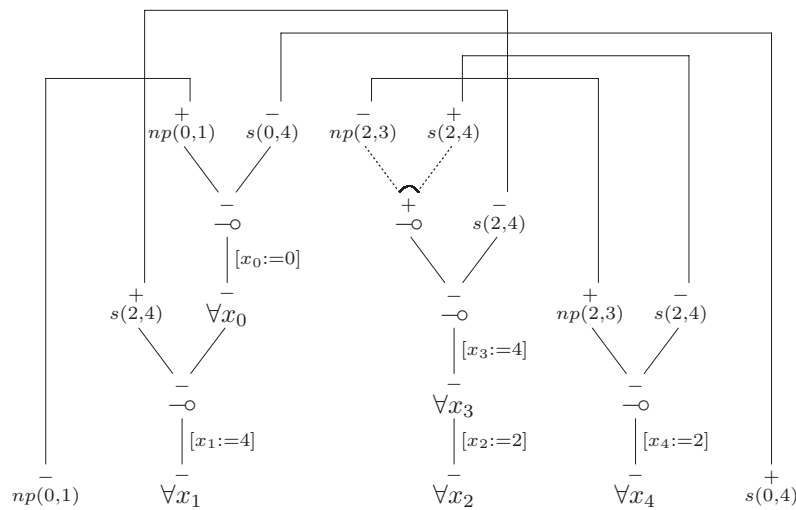 + − − +
np(0,1) s(0,4) np(2,3) s(2,4)
− + −
⊸ ⊸ s(2,4)
[x₀:=0]
+ − − + −
s(2,4) ∀x₀ ⊸ np(2,3) s(2,4)
[x₃:=4]
− − −
⊸ ∀x₃ ⊸
[x₁:=4] [x₂:=2] [x₄:=2]
− − − − +
np(0,1) ∀x₁ ∀x₂ ∀x₄ s(0,4)